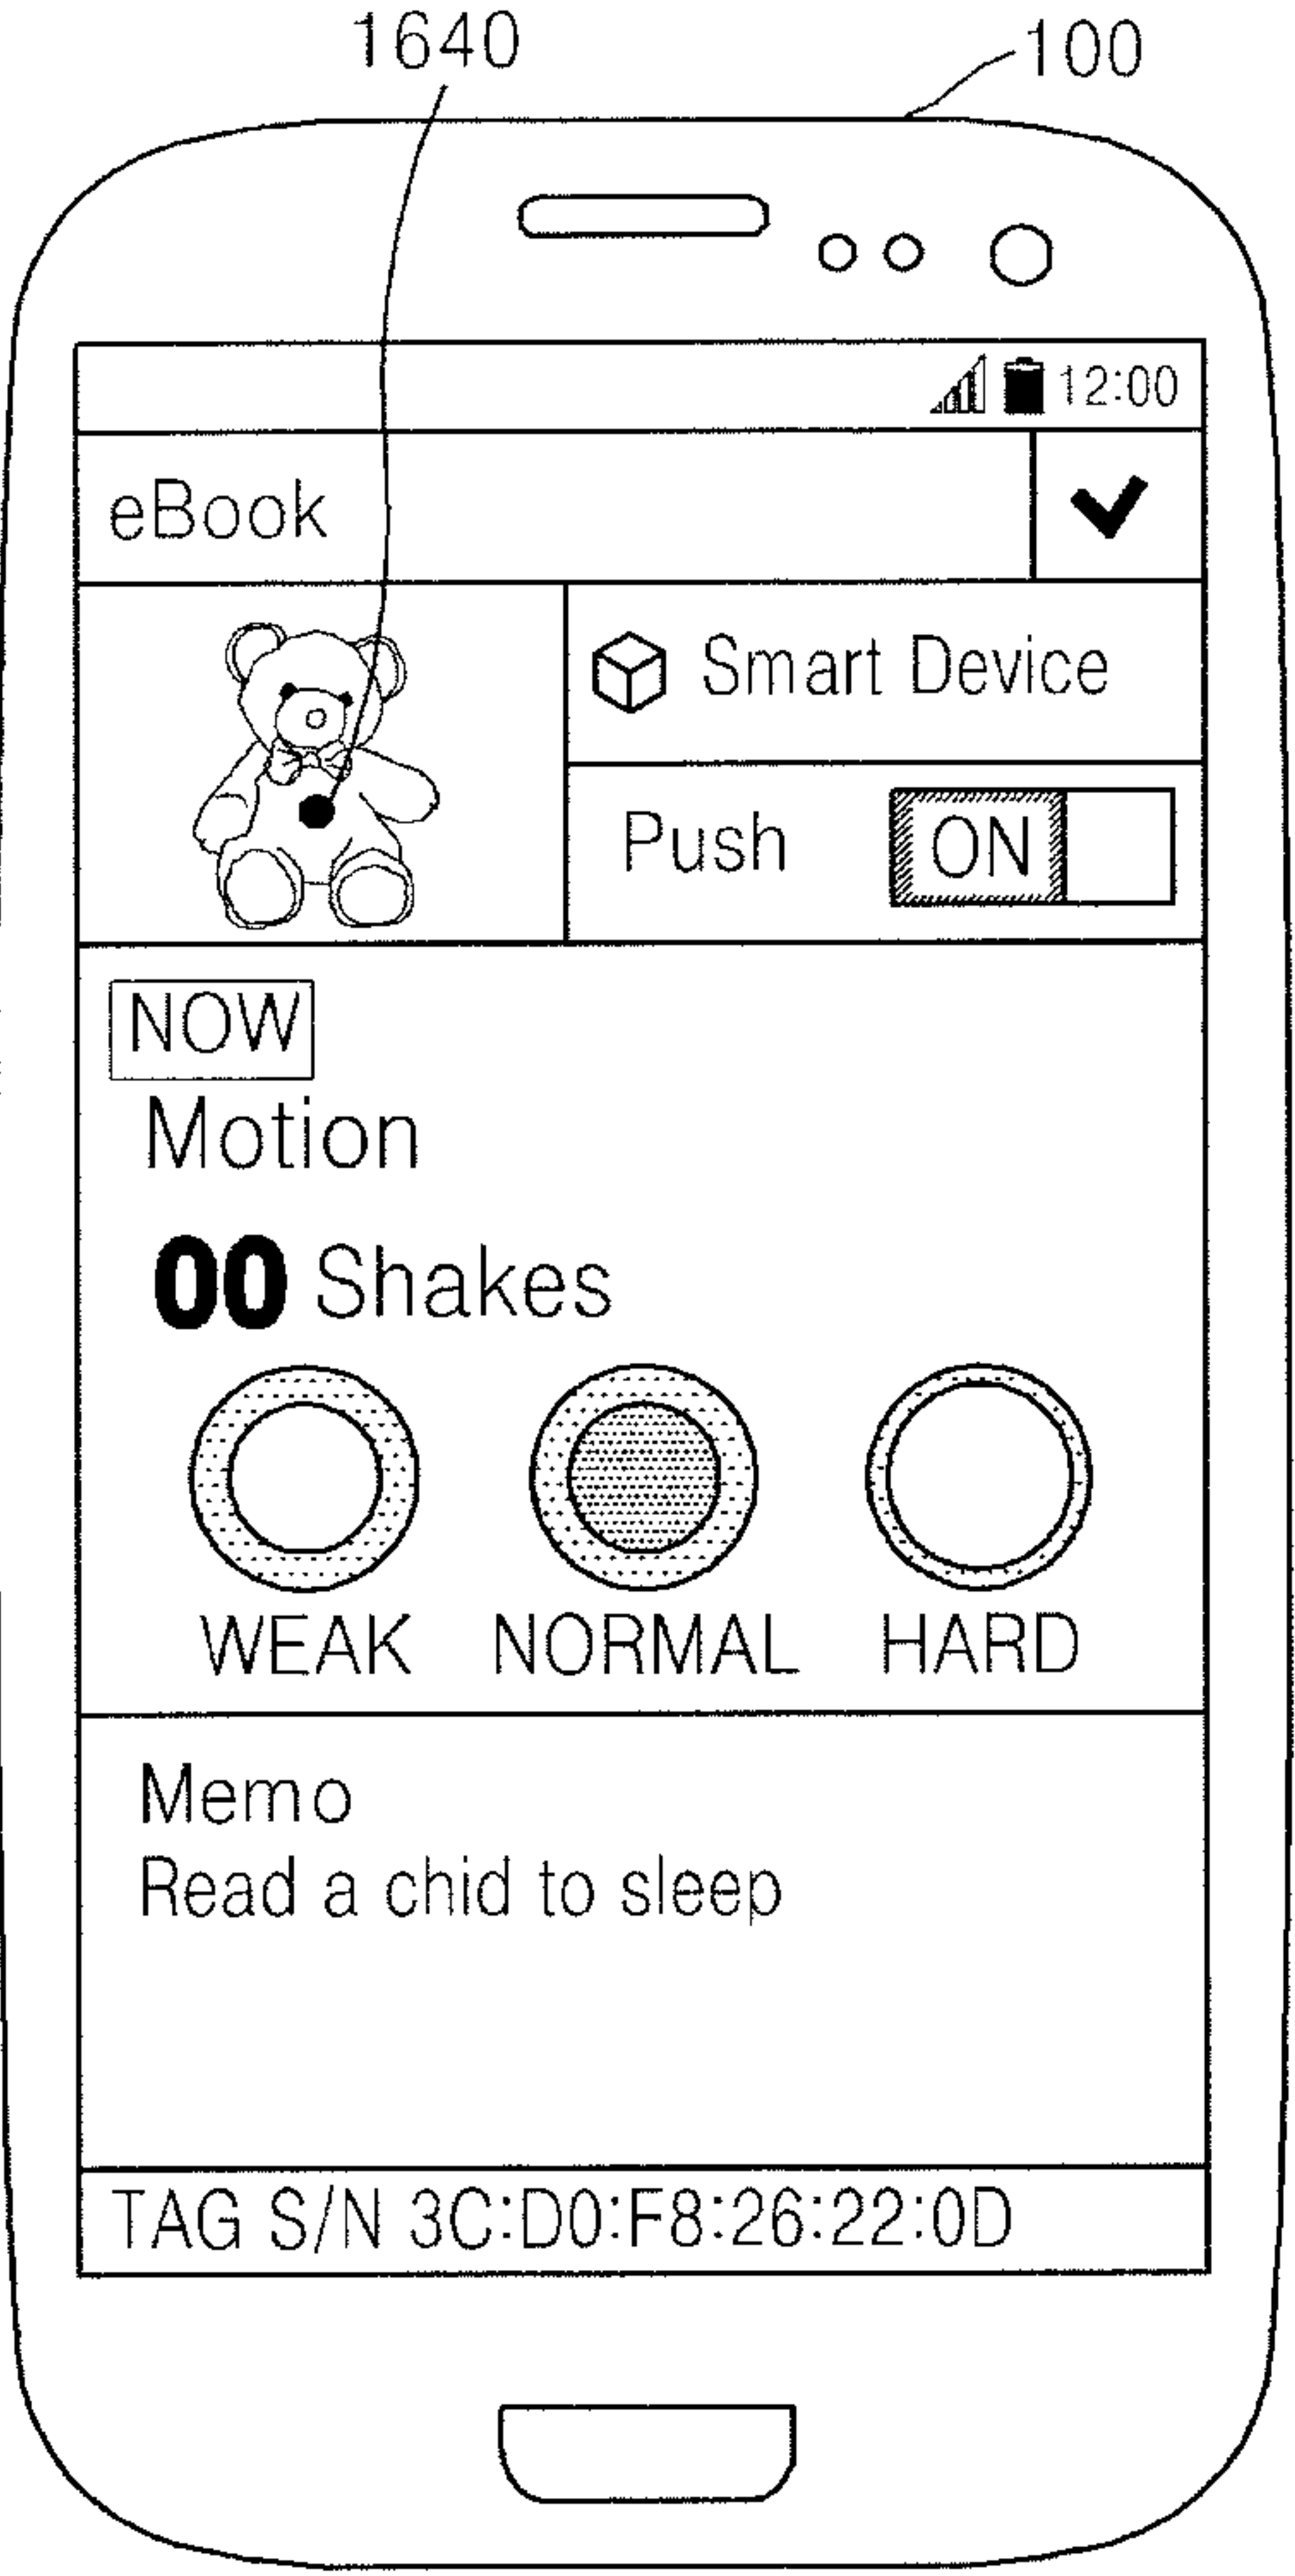 1640
100
12:00
eBook
Smart Device
Push ON
NOW
Motion
00 Shakes
WEAK NORMAL HARD
Memo
Read a chid to sleep
TAG S/N 3C:D0:F8:26:22:0D